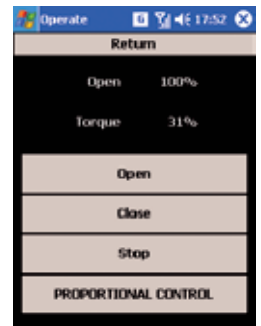 Operate 17:52
Return
Open 100%
Torque 31%
Open
Close
Stop
PROPORTIONAL CONTROL